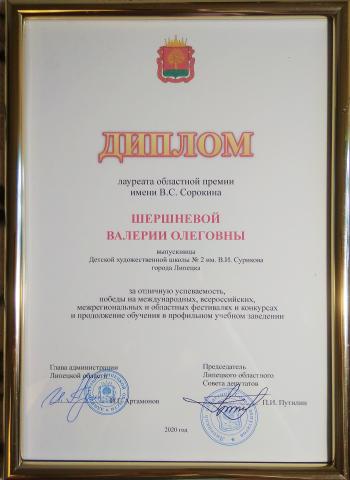 ДИПЛОМ
лауреата областной премии
имени В.С. Сорокина
ШЕРШНЕВОЙ
ВАЛЕРИИ ОЛЕГОВНЫ
выпускницы
Детской художественной школы № 2 им. В.И. Сурикова
города Липецка
за отличную успеваемость,
победы на международных, всероссийских,
межрегиональных и областных фестивалях и конкурсах
и продолжение обучения в профильном учебном заведении
Глава администрации
Липецкой области
И.Г. Артамонов
Председатель
Липецкого областного
Совета депутатов
П.И. Путилин
2020 год